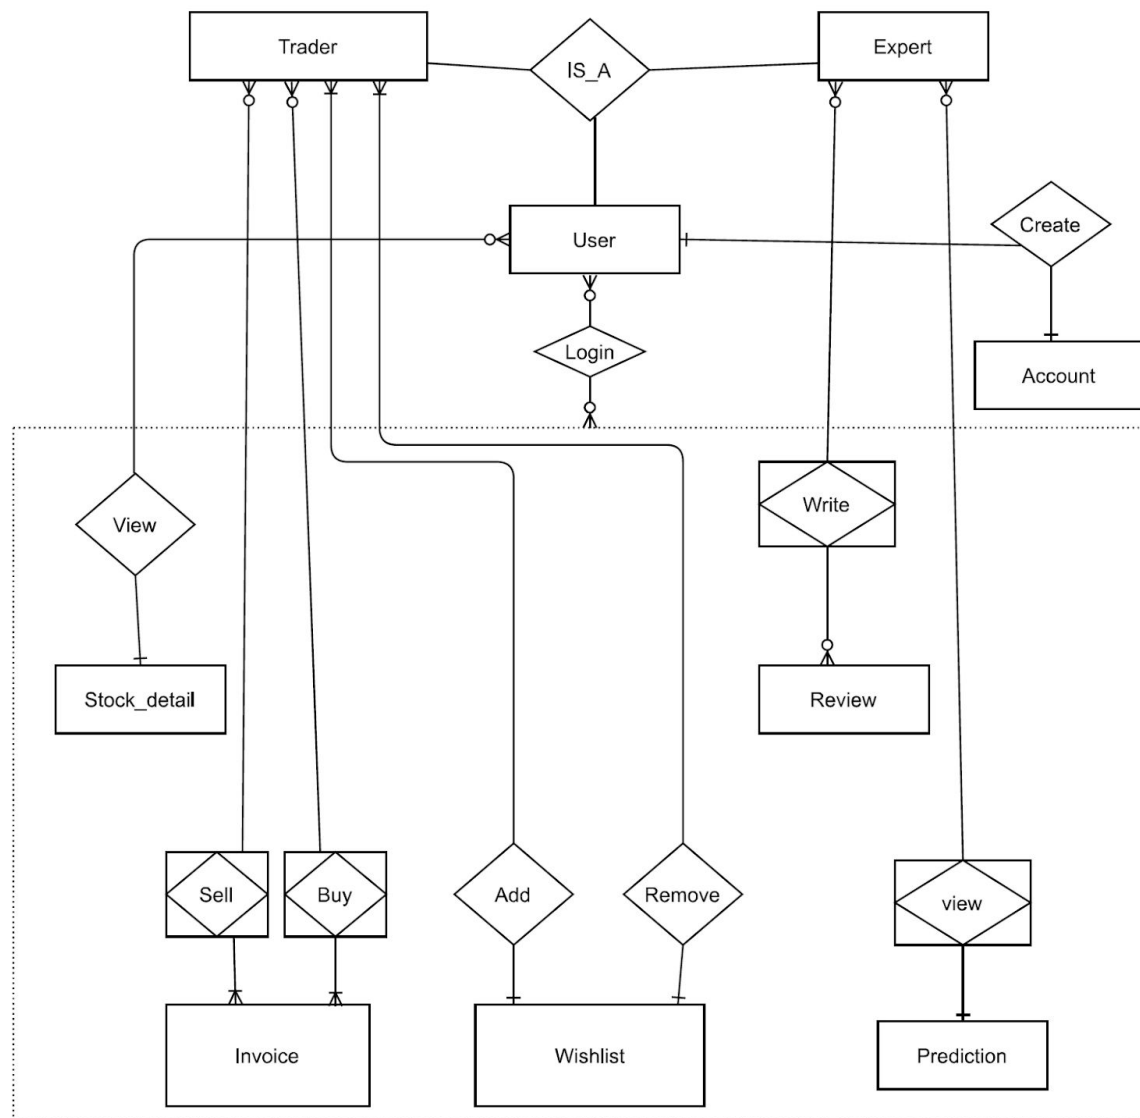 Trader
IS_A
Expert
User
Create
Login
Account
View
Write
Stock_detail
Review
Sell
Buy
Add
Remove
view
Invoice
Wishlist
Prediction